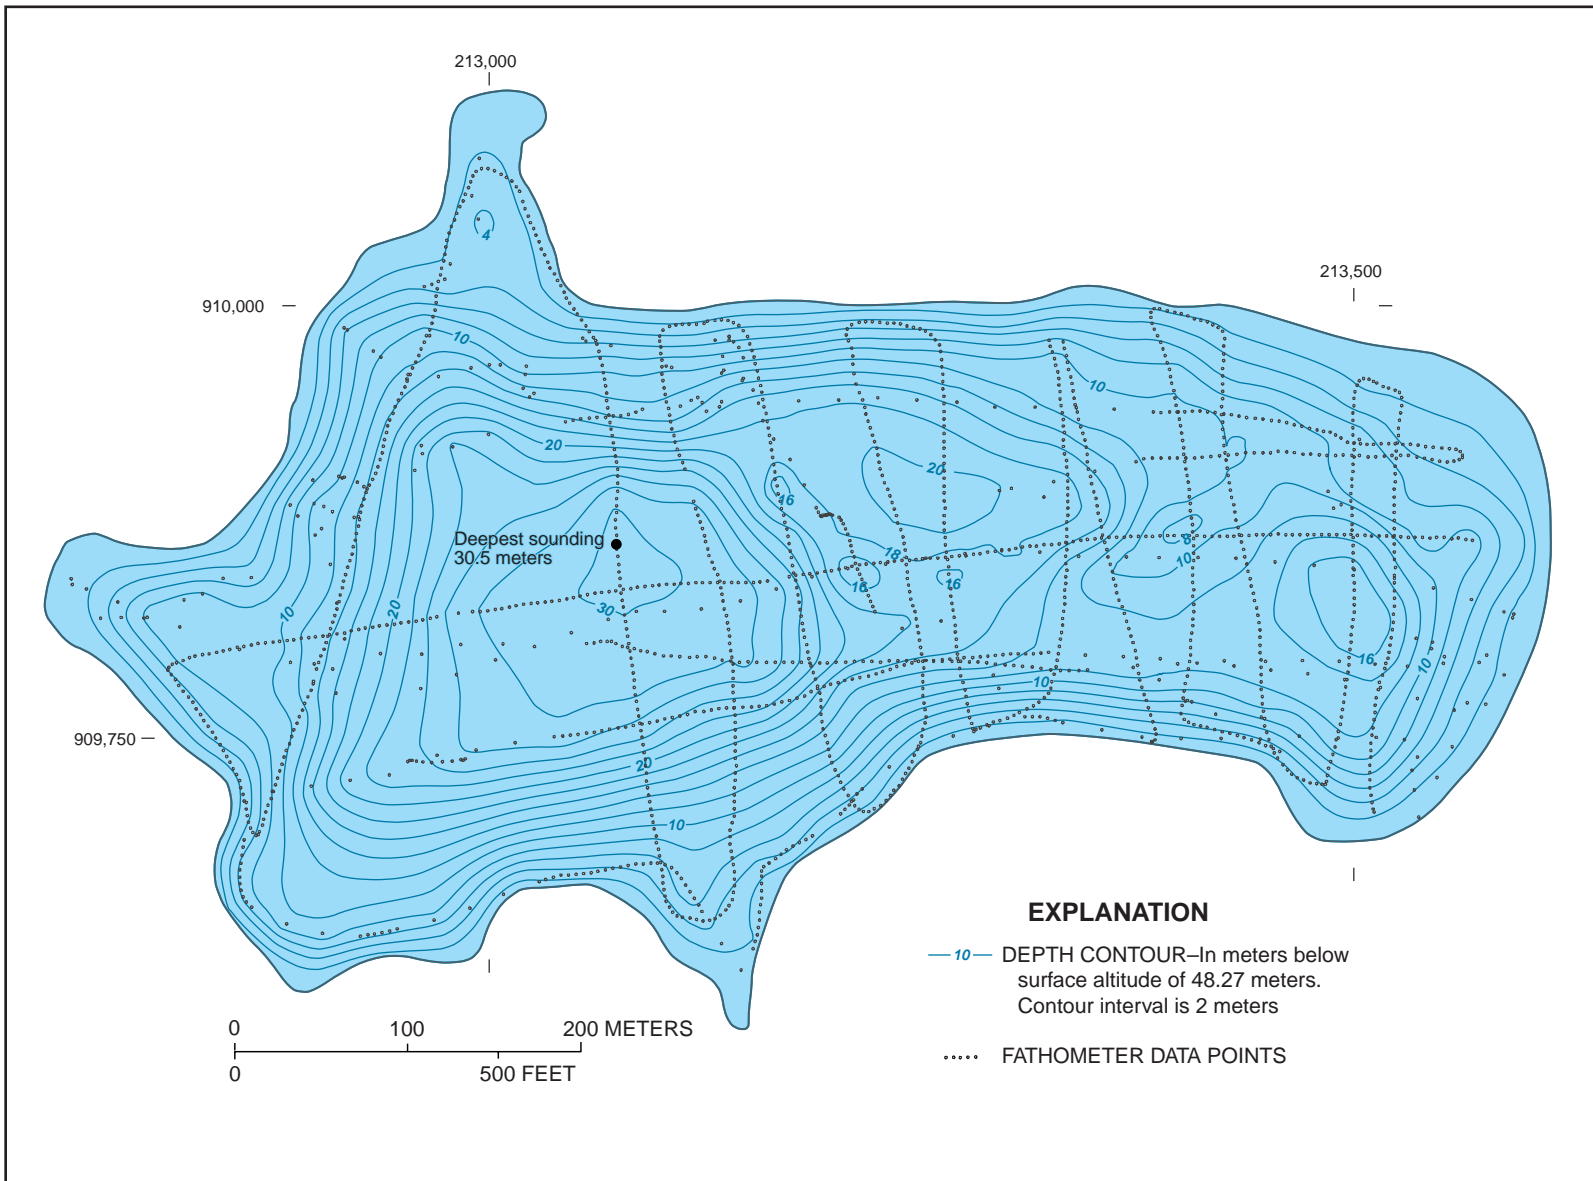 213,000
4
213,500
910,000
10
10
20
20
16
Deepest sounding
30.5 meters
18
8
10
16
16
30
10
20
16
10
10
909,750
20
10
EXPLANATION
10 DEPTH CONTOUR–In meters below
surface altitude of 48.27 meters.
Contour interval is 2 meters
0 100 200 METERS
FATHOMETER DATA POINTS
0 500 FEET